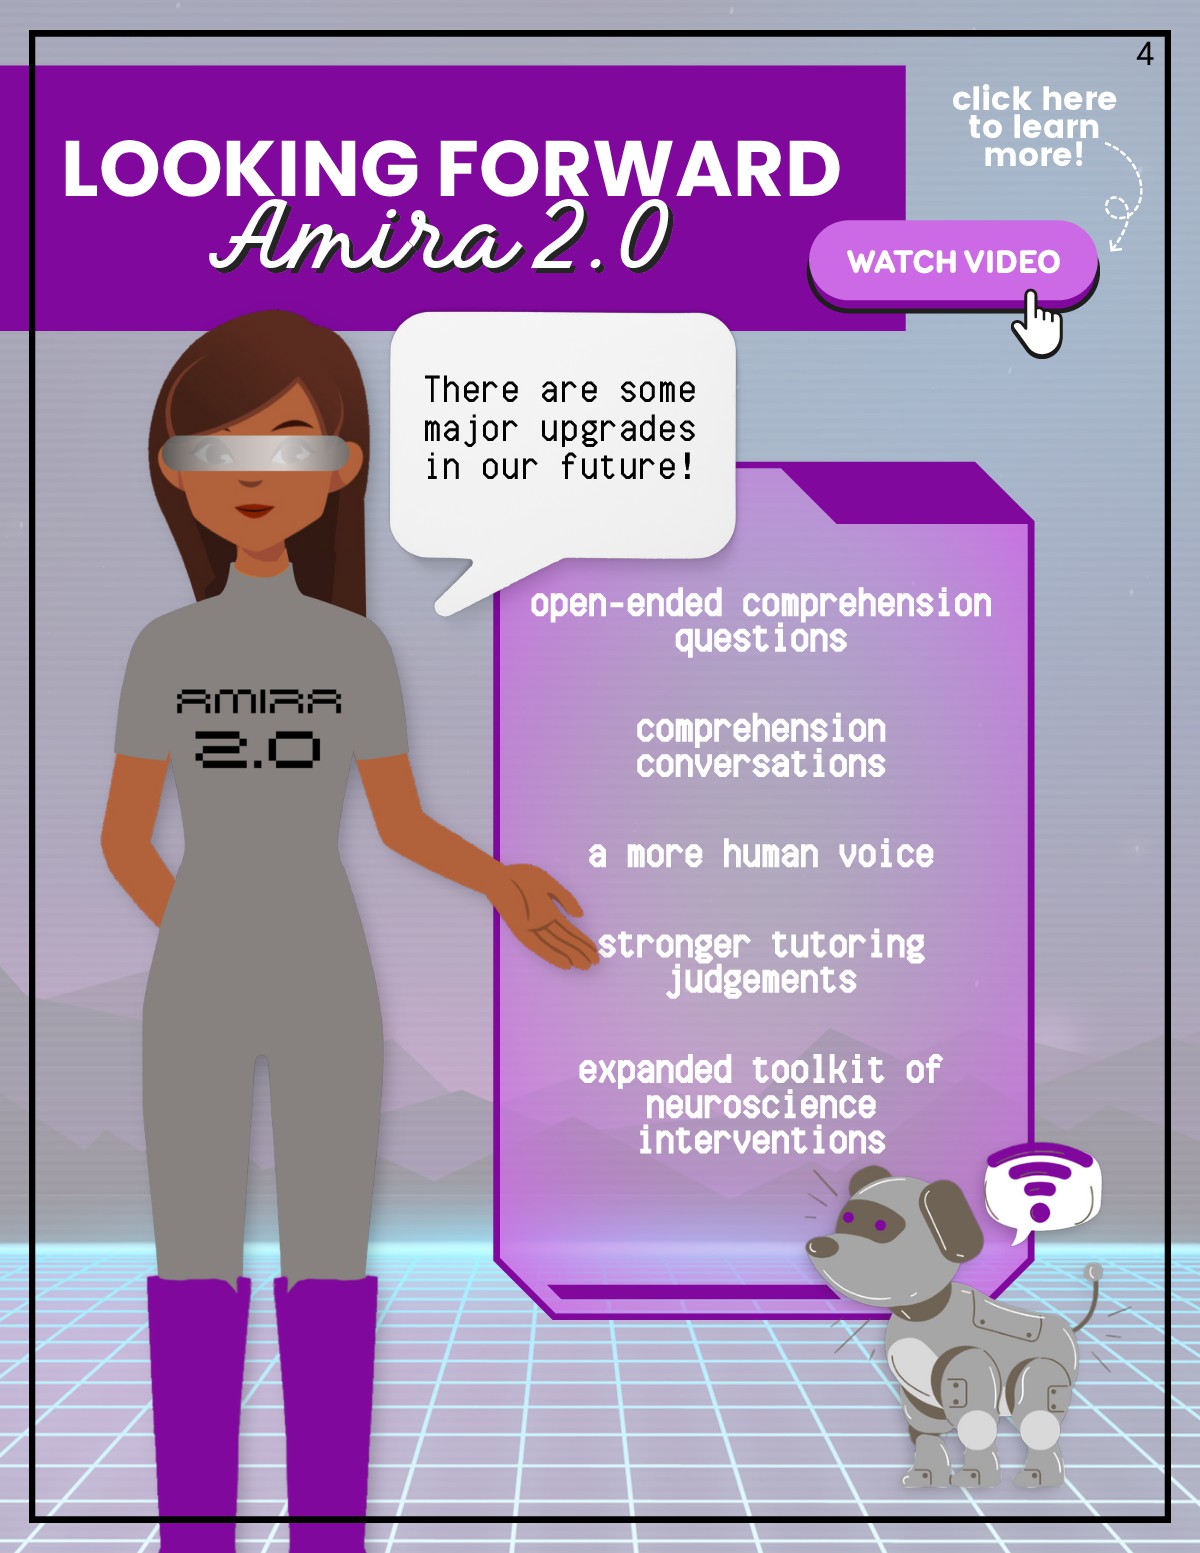 4
LOOKING FORWARD
Amira 2.0
click here
to learn
more!
WATCH VIDEO
There are some
major upgrades
in our future!
AMIRA
2.0
open-ended comprehension
questions
comprehension
conversations
a more human voice
stronger tutoring
judgements
expanded toolkit of
neuroscience
interventions